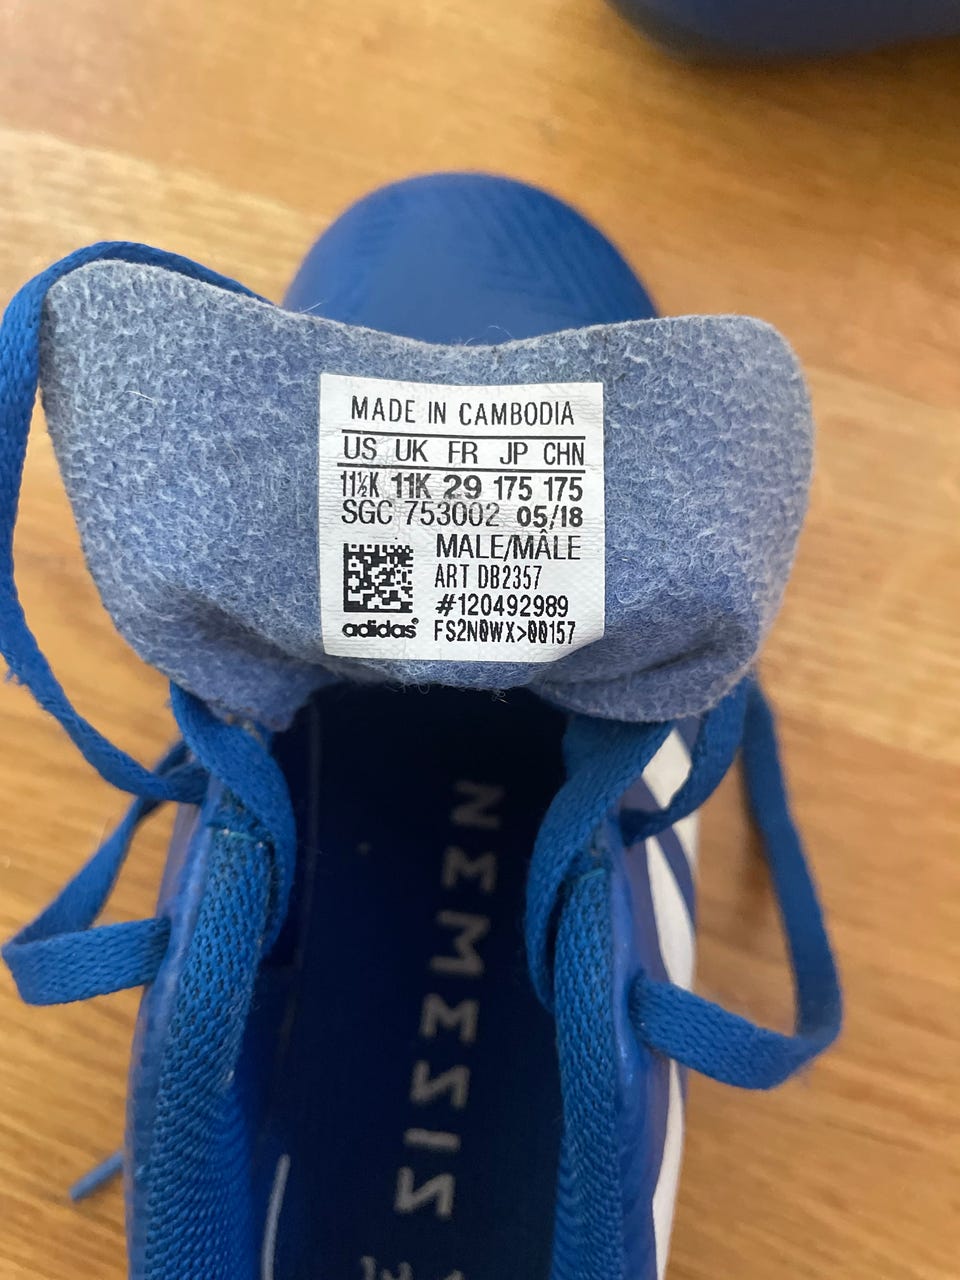 MADE IN CAMBODIA
US UK FR JP CHN
11½K 11K 29 175 175
SGC 753002 05/18
MALE/MÂLE
ART DB2357
#120492989
adidas® FS2N0WX>00157
NEMEZIZ